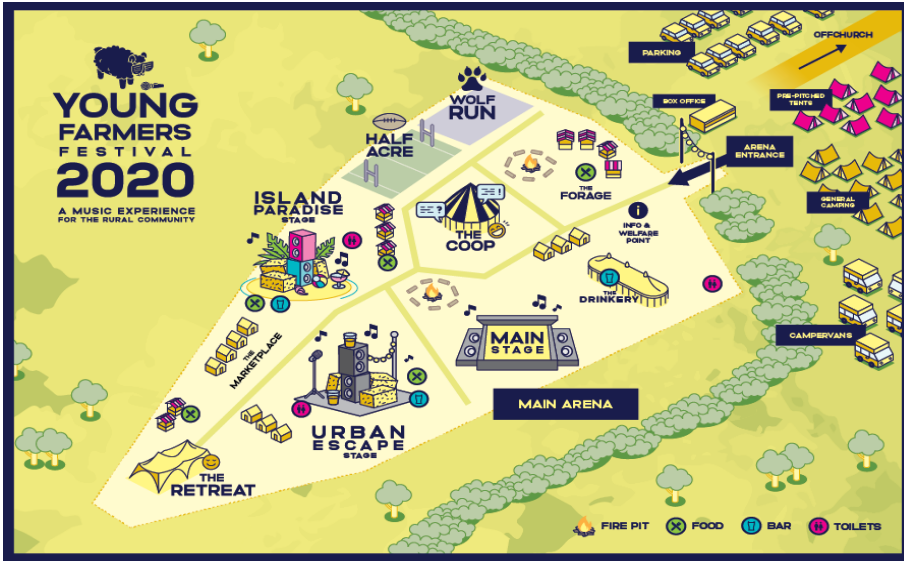 YOUNG
FARMERS
FESTIVAL
2020
A MUSIC EXPERIENCE
FOR THE RURAL COMMUNITY
PARKING
OFFCHURCH
PRE-PITCHED
TENTS
BOX OFFICE
ARENA
ENTRANCE
GENERAL
CAMPING
CAMPERVANS
WOLF
RUN
HALF
ACRE
ISLAND
PARADISE
STAGE
THE
COOP
? !
THE
FORAGE
i
INFO &
WELFARE
POINT
THE
DRINKERY
MAIN
STAGE
MAIN ARENA
THE
MARKETPLACE
URBAN
ESCAPE
STAGE
THE
RETREAT
FIRE PIT
FOOD
BAR
TOILETS